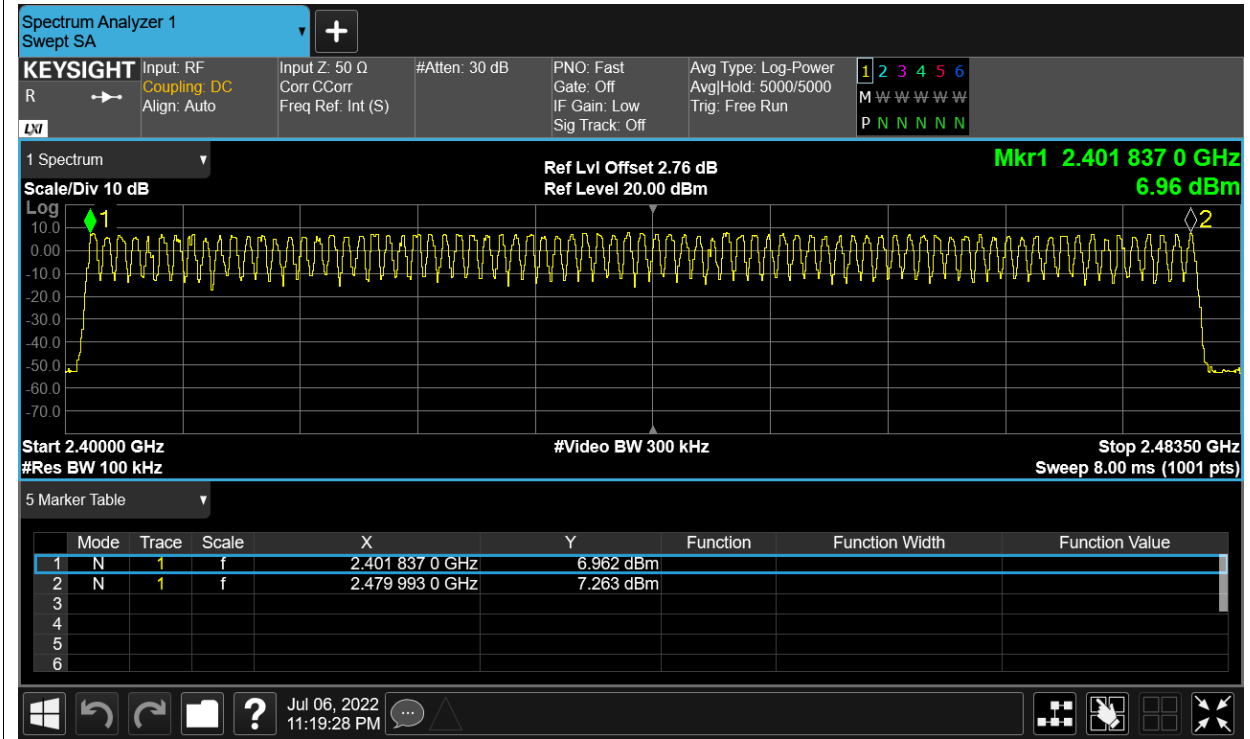 Spectrum Analyzer 1
Swept SA
KEYSIGHT
R
LXI
Input: RF
Coupling: DC
Align: Auto
Input Z: 50 Ω
Corr CCorr
Freq Ref: Int (S)
#Atten: 30 dB
PNO: Fast
Gate: Off
IF Gain: Low
Sig Track: Off
Avg Type: Log-Power
Avg|Hold: 5000/5000
Trig: Free Run
1 2 3 4 5 6
M W W W W W
P N N N N N
1 Spectrum
Scale/Div 10 dB
Ref Lvl Offset 2.76 dB
Ref Level 20.00 dBm
Mkr1 2.401 837 0 GHz
6.96 dBm
Log
1
2
10.0
0.00
-10.0
-20.0
-30.0
-40.0
-50.0
-60.0
-70.0
Start 2.40000 GHz
#Video BW 300 kHz
Stop 2.48350 GHz
#Res BW 100 kHz
Sweep 8.00 ms (1001 pts)
5 Marker Table
Mode Trace Scale X Y Function Function Width Function Value
1 N 1 f 2.401 837 0 GHz 6.962 dBm
2 N 1 f 2.479 993 0 GHz 7.263 dBm
3
4
5
6
?
Jul 06, 2022
11:19:28 PM